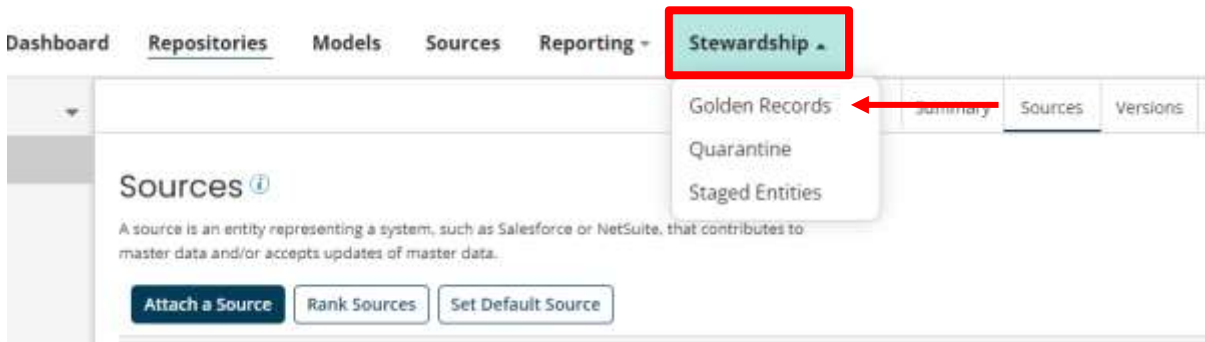 Dashboard Repositories Models Sources Reporting Stewardship
Golden Records
Quarantine
Staged Entities
Summary Sources Versions
Sources
A source is an entity representing a system, such as Salesforce or NetSuite, that contributes to
master data and/or accepts updates of master data.
Attach a Source Rank Sources Set Default Source